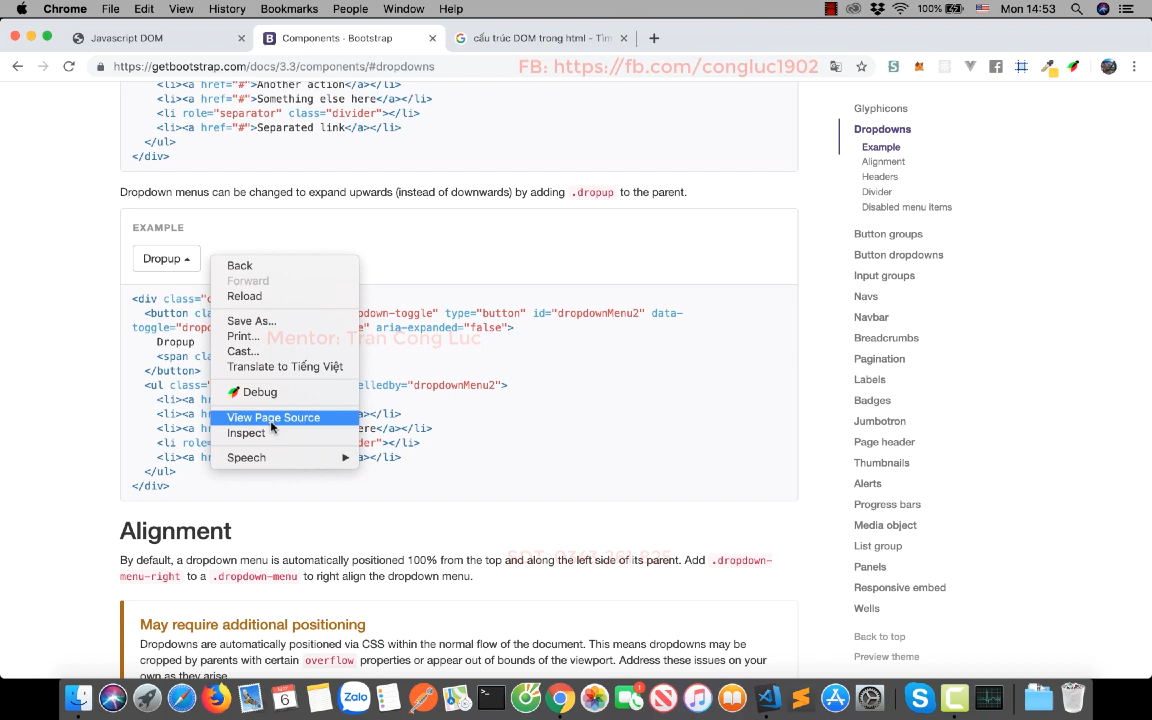 Chrome File Edit View History Bookmarks People Window Help 100% Mon 14:53
Javascript DOM Components · Bootstrap cấu trúc DOM trong html - Tìm
https://getbootstrap.com/docs/3.3/components/#dropdowns FB: https://fb.com/congluc1902
<li><a href="#">Another action</a></li>
<li><a href="#">Something else here</a></li>
<li role="separator" class="divider"></li>
<li><a href="#">Separated link</a></li>
</ul>
</div>
Dropdown menus can be changed to expand upwards (instead of downwards) by adding .dropup to the parent.
EXAMPLE
Dropup
<div class="
<button cla
pdown-toggle" type="button" id="dropdownMenu2" data-
toggle="dropd
e" aria-expanded="false">
Dropup
<span cla
</button>
<ul class=
elledby="dropdownMenu2">
<li><a h
a></li>
<li><a hr
a></li>
<li><a hr
ere</a></li>
<li role=
der"></li>
<li><a hr
a></li>
</ul>
</div>
Back
Forward
Reload
Save As...
Print...
Cast...
Translate to Tiếng Việt
Debug
View Page Source
Inspect
Speech
Mentor: Tran Cong Luc
Alignment
By default, a dropdown menu is automatically positioned 100% from the top and along the left side of its parent. Add .dropdown-
menu-right to a .dropdown-menu to right align the dropdown menu.
May require additional positioning
Dropdowns are automatically positioned via CSS within the normal flow of the document. This means dropdowns may be
cropped by parents with certain overflow properties or appear out of bounds of the viewport. Address these issues on your
own as they arise.
Glyphicons
Dropdowns
Example
Alignment
Headers
Divider
Disabled menu items
Button groups
Button dropdowns
Input groups
Navs
Navbar
Breadcrumbs
Pagination
Labels
Badges
Jumbotron
Page header
Thumbnails
Alerts
Progress bars
Media object
List group
Panels
Responsive embed
Wells
Back to top
Preview theme
6
Zalo
1